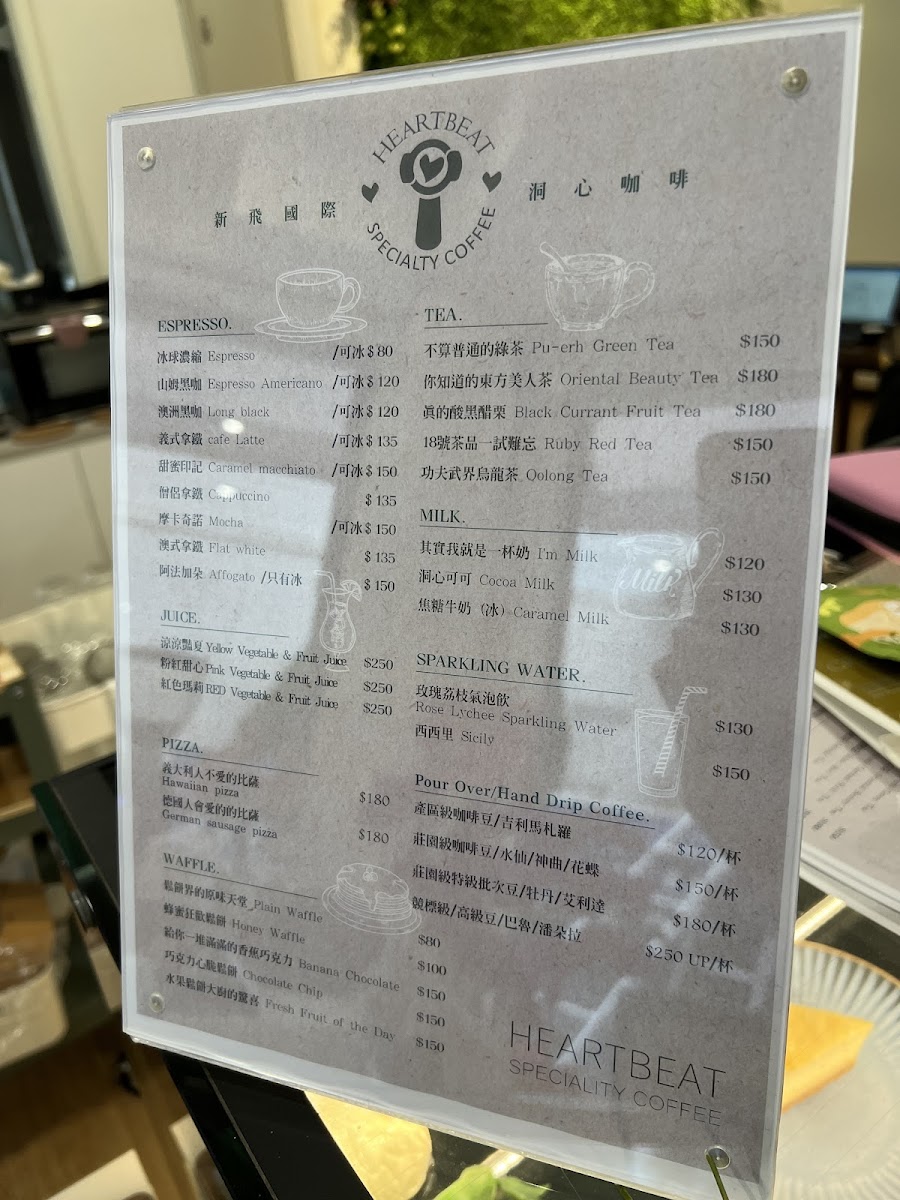 HEARTBEAT
新飛國際
洞心咖啡
SPECIALTY COFFEE
ESPRESSO.
冰球濃縮 Espresso /可冰 $ 80
山姆黑咖 Espresso Americano /可冰 $ 120
澳洲黑咖 Long black /可冰 $ 120
義式拿鐵 cafe Latte /可冰 $ 135
甜蜜印記 Caramel macchiato /可冰 $ 150
僧侶拿鐵 Cappuccino $ 135
摩卡奇諾 Mocha /可冰 $ 150
澳式拿鐵 Flat white $ 135
阿法加朵 Affogato /只有冰 $ 150
JUICE.
涼涼豔夏 Yellow Vegetable & Fruit Juice $250
粉紅甜心 Pink Vegetable & Fruit Juice $250
紅色瑪莉 RED Vegetable & Fruit Juice $250
PIZZA.
義大利人不愛的比薩
Hawaiian pizza $180
德國人會愛的的比薩
German sausage pizza $180
WAFFLE.
鬆餅界的原味天堂 Plain Waffle $80
蜂蜜狂歡鬆餅 Honey Waffle $100
給你一堆滿滿的香蕉巧克力 Banana Chocolate $150
巧克力心脆鬆餅 Chocolate Chip $150
水果鬆餅大廚的驚喜 Fresh Fruit of the Day $150
TEA.
不算普通的綠茶 Pu-erh Green Tea $150
你知道的東方美人茶 Oriental Beauty Tea $180
真的酸黑醋栗 Black Currant Fruit Tea $180
18號茶品一試難忘 Ruby Red Tea $150
功夫武界烏龍茶 Oolong Tea $150
MILK.
其實我就是一杯奶 I'm Milk $120
洞心可可 Cocoa Milk $130
焦糖牛奶（冰）Caramel Milk $130
Milk
SPARKLING WATER.
玫瑰荔枝氣泡飲
Rose Lychee Sparkling Water $130
西西里 Sicily $150
Pour Over/Hand Drip Coffee.
產區級咖啡豆/吉利馬札羅 $120/杯
莊園級咖啡豆/水仙/神曲/花蝶 $150/杯
莊園級特級批次豆/牡丹/艾利達 $180/杯
競標級/高級豆/巴魯/潘朵拉 $250 UP/杯
HEARTBEAT
SPECIALITY COFFEE